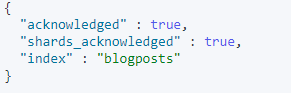 {
  "acknowledged" : true,
  "shards_acknowledged" : true,
  "index" : "blogposts"
}